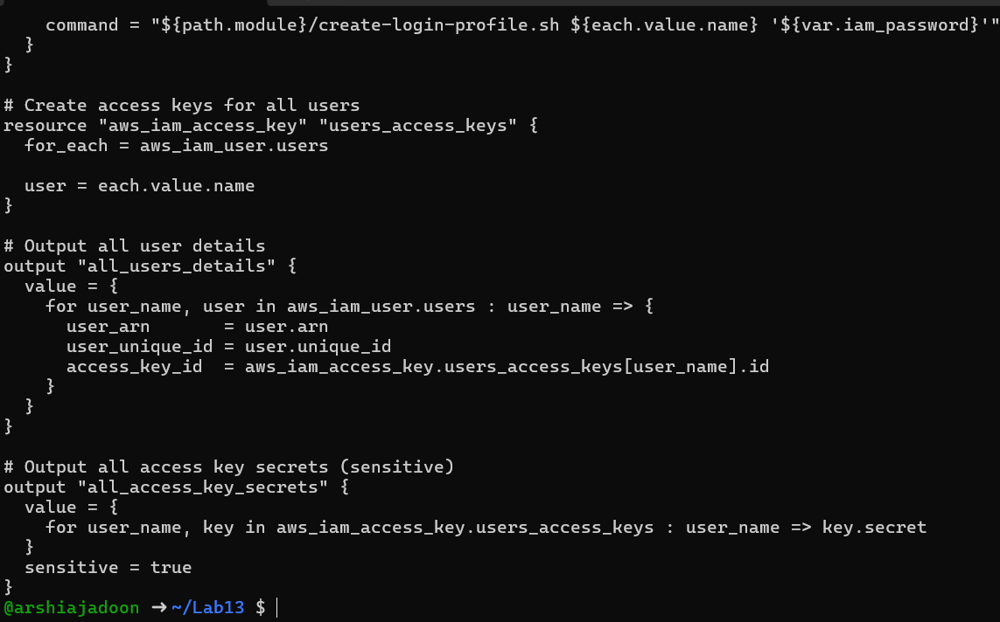 command = "${path.module}/create-login-profile.sh ${each.value.name} '${var.iam_password}'"
  }
}

# Create access keys for all users
resource "aws_iam_access_key" "users_access_keys" {
  for_each = aws_iam_user.users

  user = each.value.name
}

# Output all user details
output "all_users_details" {
  value = {
    for user_name, user in aws_iam_user.users : user_name => {
      user_arn       = user.arn
      user_unique_id = user.unique_id
      access_key_id  = aws_iam_access_key.users_access_keys[user_name].id
    }
  }
}

# Output all access key secrets (sensitive)
output "all_access_key_secrets" {
  value = {
    for user_name, key in aws_iam_access_key.users_access_keys : user_name => key.secret
  }
  sensitive = true
}
@arshiajadoon ➜ ~/Lab13 $